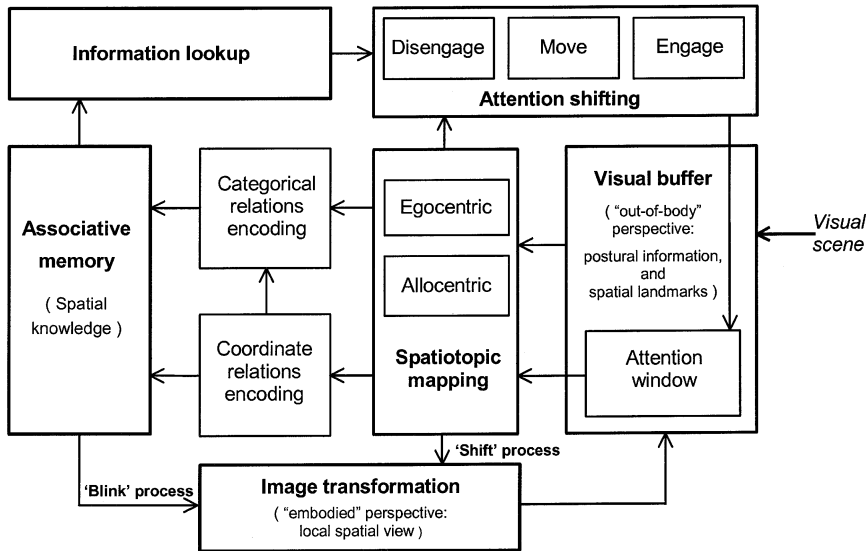 Information lookup
Disengage
Move
Engage
Attention shifting
Associative
memory
( Spatial
knowledge )
Categorical
relations
encoding
Coordinate
relations
encoding
Egocentric
Allocentric
Spatiotopic
mapping
Visual buffer
( “out-of-body”
perspective:
postural information,
and
spatial landmarks )
Attention
window
Visual
scene
‘Blink’ process
‘Shift’ process
Image transformation
( “embodied” perspective:
local spatial view )